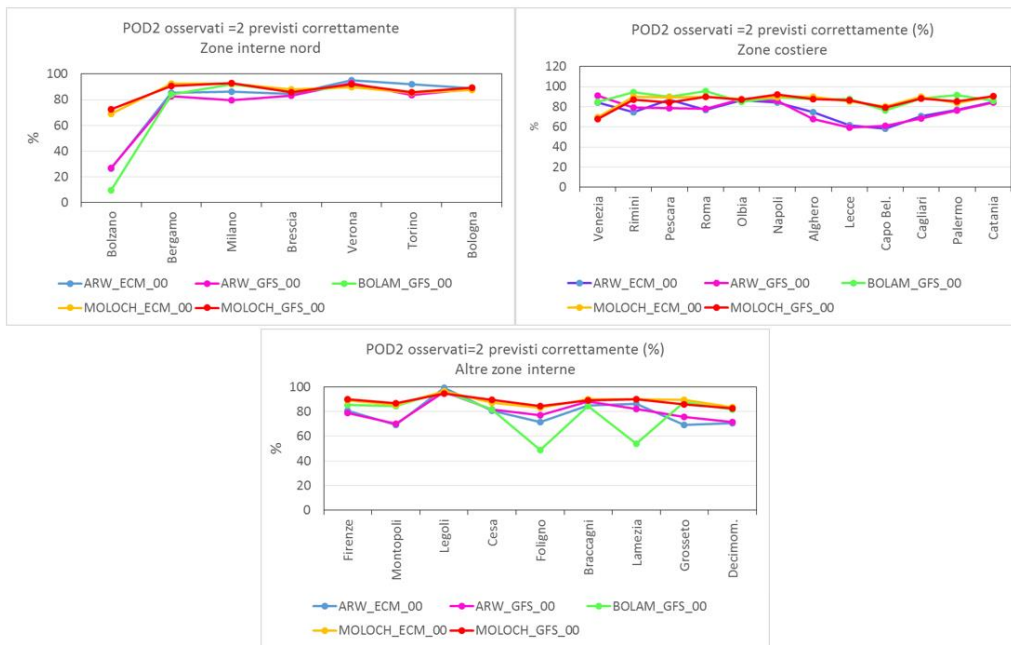 POD2 osservati =2 previsti correttamente
Zone interne nord
100
80
60
40
20
0
%
Bolzano
Bergamo
Milano
Brescia
Verona
Torino
Bologna
ARW_ECM_00 ARW_GFS_00 BOLAM_GFS_00
MOLOCH_ECM_00 MOLOCH_GFS_00
POD2 osservati =2 previsti correttamente (%)
Zone costiere
120
100
80
60
40
20
0
%
Venezia
Rimini
Pescara
Roma
Olbia
Napoli
Alghero
Lecce
Capo Bel.
Cagliari
Palermo
Catania
ARW_ECM_00 ARW_GFS_00 BOLAM_GFS_00
MOLOCH_ECM_00 MOLOCH_GFS_00
POD2 osservati=2 previsti correttamente (%)
Altre zone interne
100
80
60
40
20
0
%
Firenze
Montopoli
Legoli
Cesa
Foligno
Braccagni
Lamezia
Grosseto
Decimom.
ARW_ECM_00 ARW_GFS_00 BOLAM_GFS_00
MOLOCH_ECM_00 MOLOCH_GFS_00